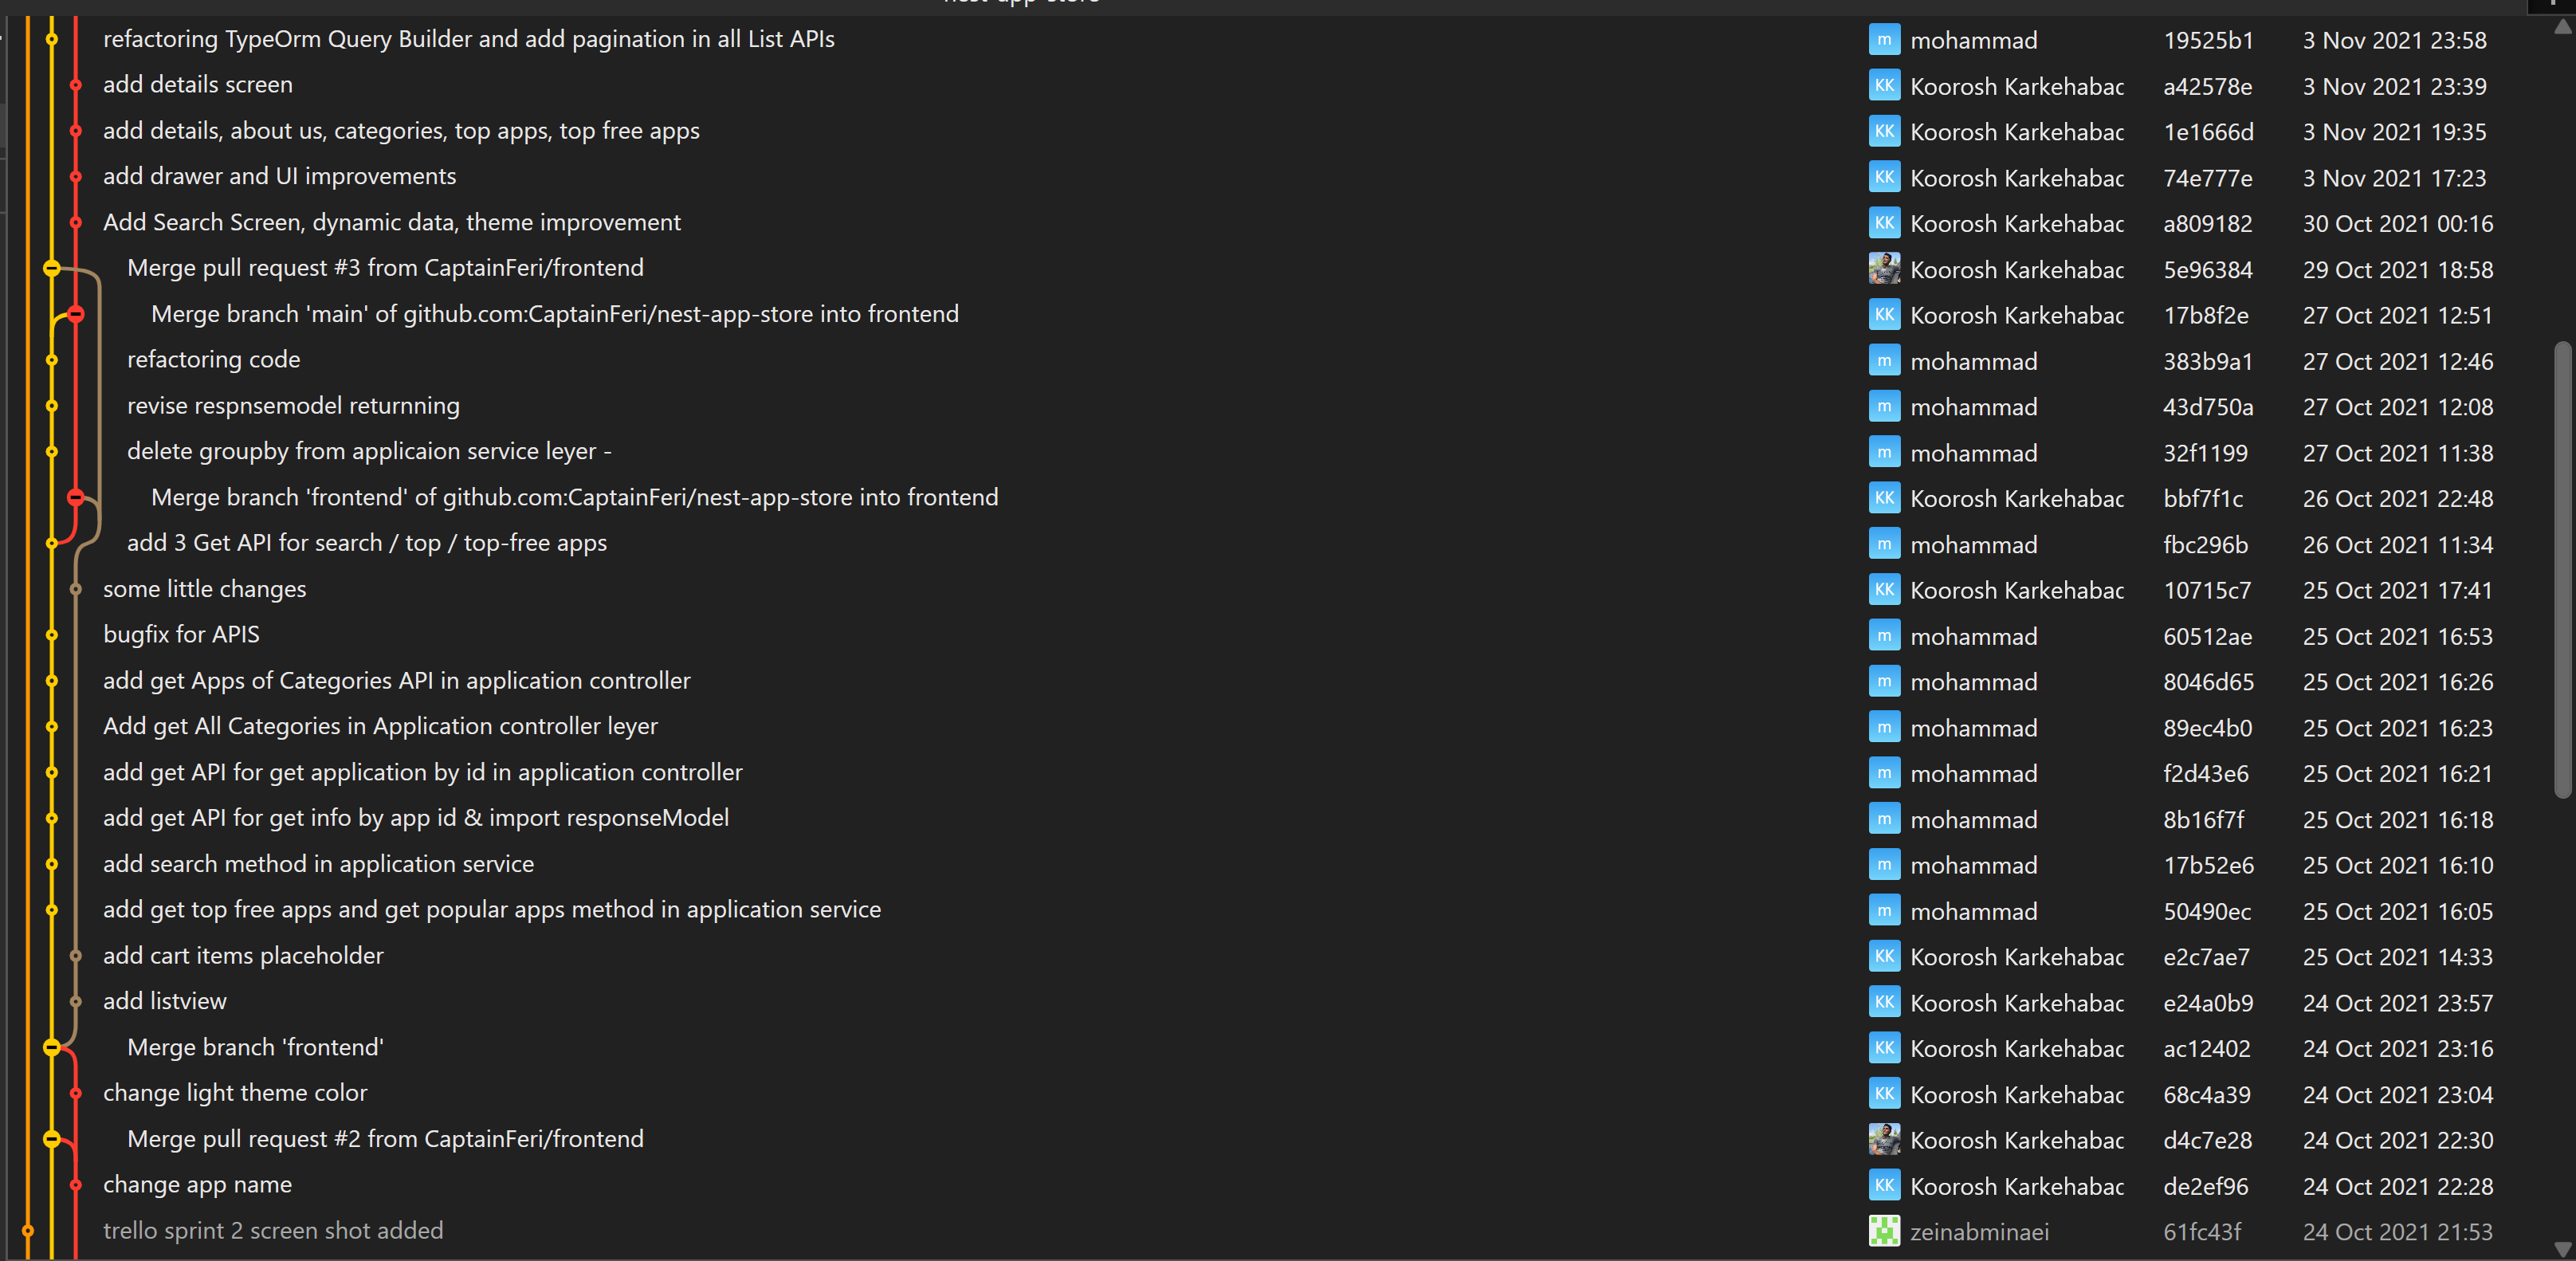 nest-app-store
refactoring TypeOrm Query Builder and add pagination in all List APIs m mohammad 19525b1 3 Nov 2021 23:58
add details screen KK Koorosh Karkehabac a42578e 3 Nov 2021 23:39
add details, about us, categories, top apps, top free apps KK Koorosh Karkehabac 1e1666d 3 Nov 2021 19:35
add drawer and UI improvements KK Koorosh Karkehabac 74e777e 3 Nov 2021 17:23
Add Search Screen, dynamic data, theme improvement KK Koorosh Karkehabac a809182 30 Oct 2021 00:16
Merge pull request #3 from CaptainFeri/frontend Koorosh Karkehabac 5e96384 29 Oct 2021 18:58
Merge branch 'main' of github.com:CaptainFeri/nest-app-store into frontend KK Koorosh Karkehabac 17b8f2e 27 Oct 2021 12:51
refactoring code m mohammad 383b9a1 27 Oct 2021 12:46
revise respnsemodel returnning m mohammad 43d750a 27 Oct 2021 12:08
delete groupby from applicaion service leyer - m mohammad 32f1199 27 Oct 2021 11:38
Merge branch 'frontend' of github.com:CaptainFeri/nest-app-store into frontend KK Koorosh Karkehabac bbf7f1c 26 Oct 2021 22:48
add 3 Get API for search / top / top-free apps m mohammad fbc296b 26 Oct 2021 11:34
some little changes KK Koorosh Karkehabac 10715c7 25 Oct 2021 17:41
bugfix for APIS m mohammad 60512ae 25 Oct 2021 16:53
add get Apps of Categories API in application controller m mohammad 8046d65 25 Oct 2021 16:26
Add get All Categories in Application controller leyer m mohammad 89ec4b0 25 Oct 2021 16:23
add get API for get application by id in application controller m mohammad f2d43e6 25 Oct 2021 16:21
add get API for get info by app id & import responseModel m mohammad 8b16f7f 25 Oct 2021 16:18
add search method in application service m mohammad 17b52e6 25 Oct 2021 16:10
add get top free apps and get popular apps method in application service m mohammad 50490ec 25 Oct 2021 16:05
add cart items placeholder KK Koorosh Karkehabac e2c7ae7 25 Oct 2021 14:33
add listview KK Koorosh Karkehabac e24a0b9 24 Oct 2021 23:57
Merge branch 'frontend' KK Koorosh Karkehabac ac12402 24 Oct 2021 23:16
change light theme color KK Koorosh Karkehabac 68c4a39 24 Oct 2021 23:04
Merge pull request #2 from CaptainFeri/frontend Koorosh Karkehabac d4c7e28 24 Oct 2021 22:30
change app name KK Koorosh Karkehabac de2ef96 24 Oct 2021 22:28
trello sprint 2 screen shot added zeinabminaei 61fc43f 24 Oct 2021 21:53